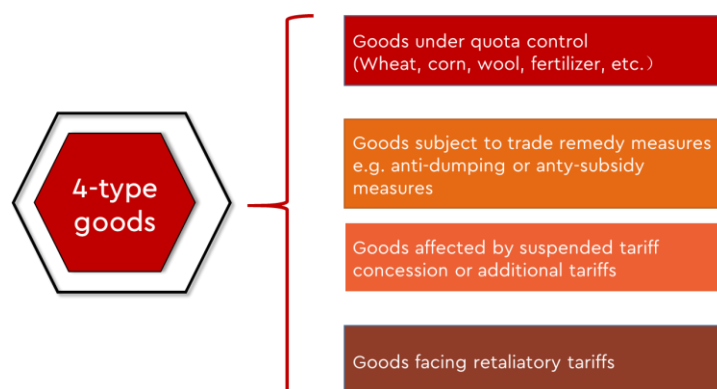 4-type
goods
Goods under quota control
(Wheat, corn, wool, fertilizer, etc.）
Goods subject to trade remedy measures
e.g. anti-dumping or anty-subsidy
measures
Goods affected by suspended tariff
concession or additional tariffs
Goods facing retaliatory tariffs